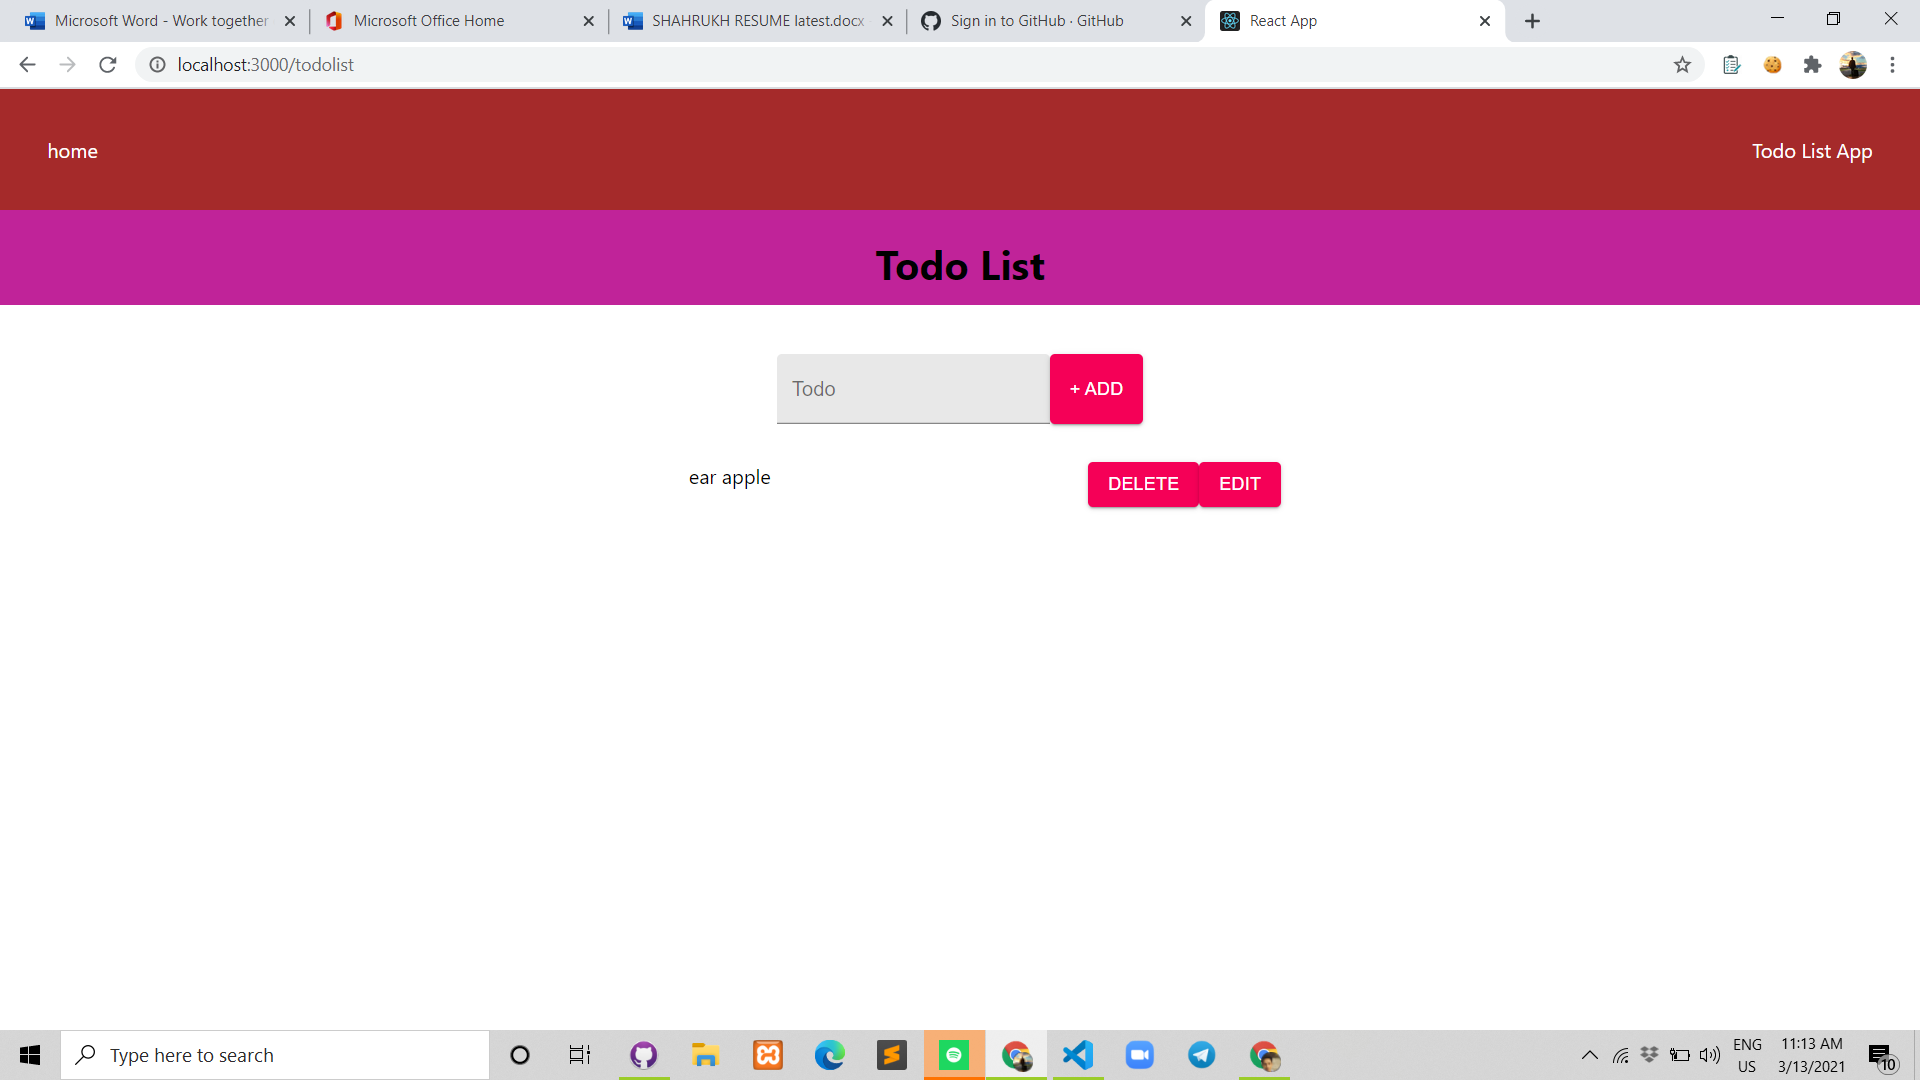 Microsoft Word - Work together
Microsoft Office Home
SHAHRUKH RESUME latest.docx
Sign in to GitHub · GitHub
React App
localhost:3000/todolist
home
Todo List App
Todo List
Todo
+ ADD
ear apple
DELETE
EDIT
Type here to search
ENG
US
11:13 AM
3/13/2021
10